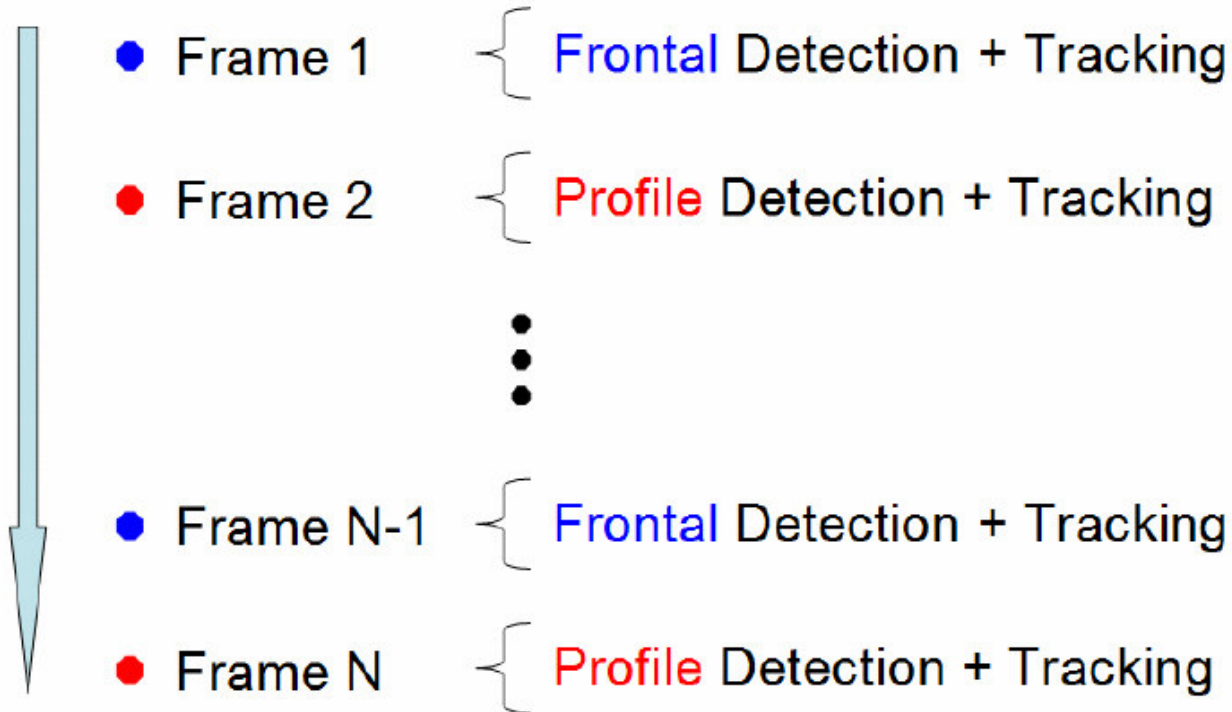 Frame 1 Frontal Detection + Tracking
Frame 2 Profile Detection + Tracking
Frame N-1 Frontal Detection + Tracking
Frame N Profile Detection + Tracking